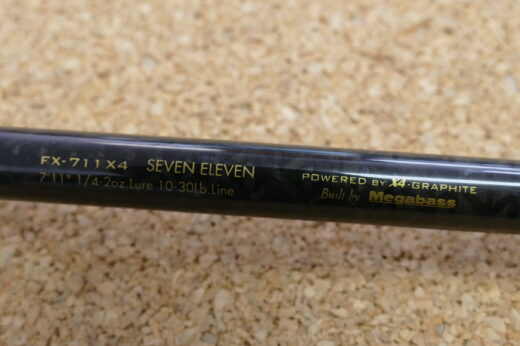 FX-711X4 SEVEN ELEVEN
7'11" 1/4-2oz.Lure 10-30Lb.Line
POWERED BY X4-GRAPHITE
Built by Megabass